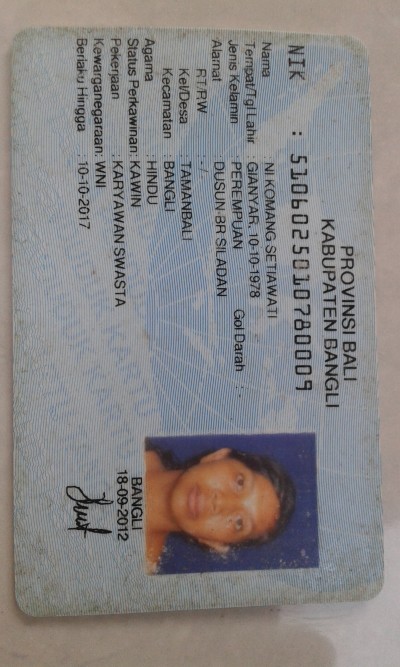 PROVINSI BALI
KABUPATEN BANGLI
NIK : 5106025010780009
Nama : NI KOMANG SETIAWATI
Tempat/Tgl Lahir : GIANYAR, 10-10-1978
Jenis Kelamin : PEREMPUAN Gol Darah : -
Alamat : DUSUN-BR SILADAN
RT/RW : -/-
Kel/Desa : TAMANBALI
Kecamatan : BANGLI
Agama : HINDU
Status Perkawinan: KAWIN
Pekerjaan : KARYAWAN SWASTA
Kewarganegaraan: WNI
Berlaku Hingga : 10-10-2017
BANGLI
18-09-2012